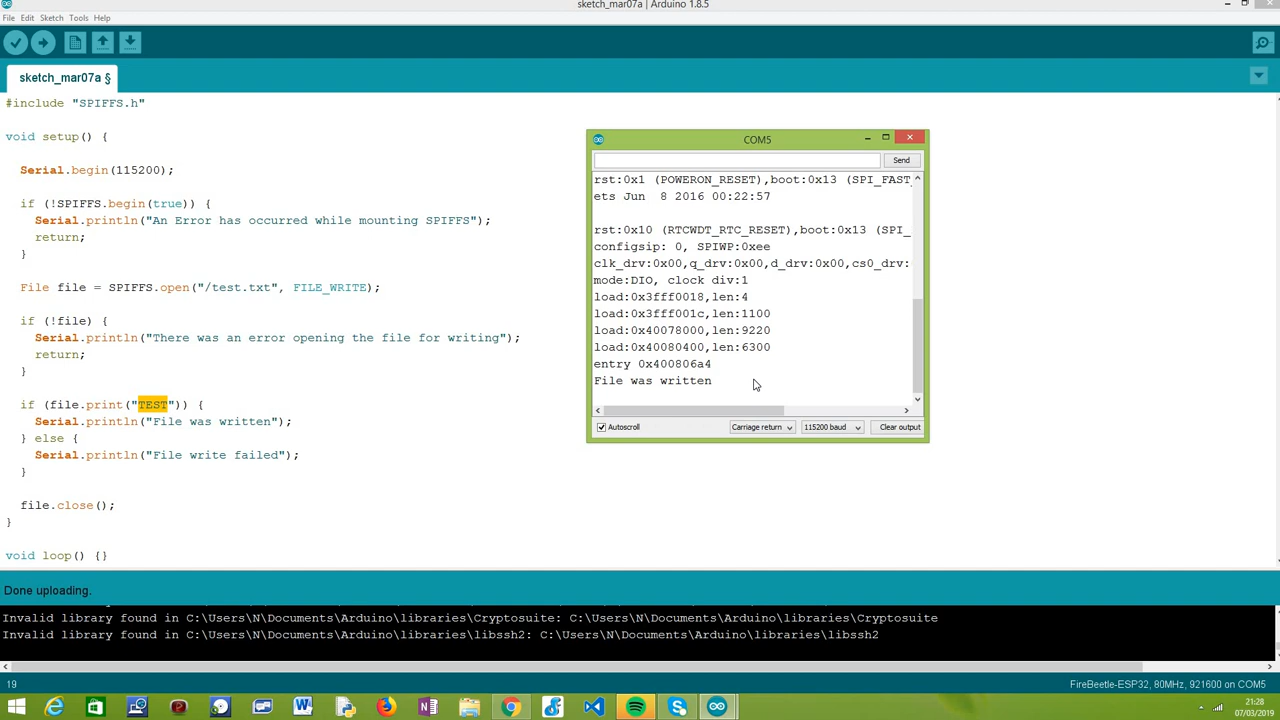 sketch_mar07a | Arduino 1.8.5
File Edit Sketch Tools Help
sketch_mar07a §
#include "SPIFFS.h"
void setup() {
Serial.begin(115200);
if (!SPIFFS.begin(true)) {
Serial.println("An Error has occurred while mounting SPIFFS");
return;
}
File file = SPIFFS.open("/test.txt", FILE_WRITE);
if (!file) {
Serial.println("There was an error opening the file for writing");
return;
}
if (file.print("TEST")) {
Serial.println("File was written");
} else {
Serial.println("File write failed");
}
file.close();
}
void loop() {}
COM5
Send
rst:0x1 (POWERON_RESET),boot:0x13 (SPI_FAST_
ets Jun  8 2016 00:22:57
rst:0x10 (RTCWDT_RTC_RESET),boot:0x13 (SPI_
configsip: 0, SPIWP:0xee
clk_drv:0x00,q_drv:0x00,d_drv:0x00,cs0_drv:
mode:DIO, clock div:1
load:0x3fff0018,len:4
load:0x3fff001c,len:1100
load:0x40078000,len:9220
load:0x40080400,len:6300
entry 0x400806a4
File was written
Autoscroll Carriage return 115200 baud Clear output
Done uploading.
Invalid library found in C:\Users\N\Documents\Arduino\libraries\Cryptosuite: C:\Users\N\Documents\Arduino\libraries\Cryptosuite
Invalid library found in C:\Users\N\Documents\Arduino\libraries\libssh2: C:\Users\N\Documents\Arduino\libraries\libssh2
19 FireBeetle-ESP32, 80MHz, 921600 on COM5
21:28
07/03/2019